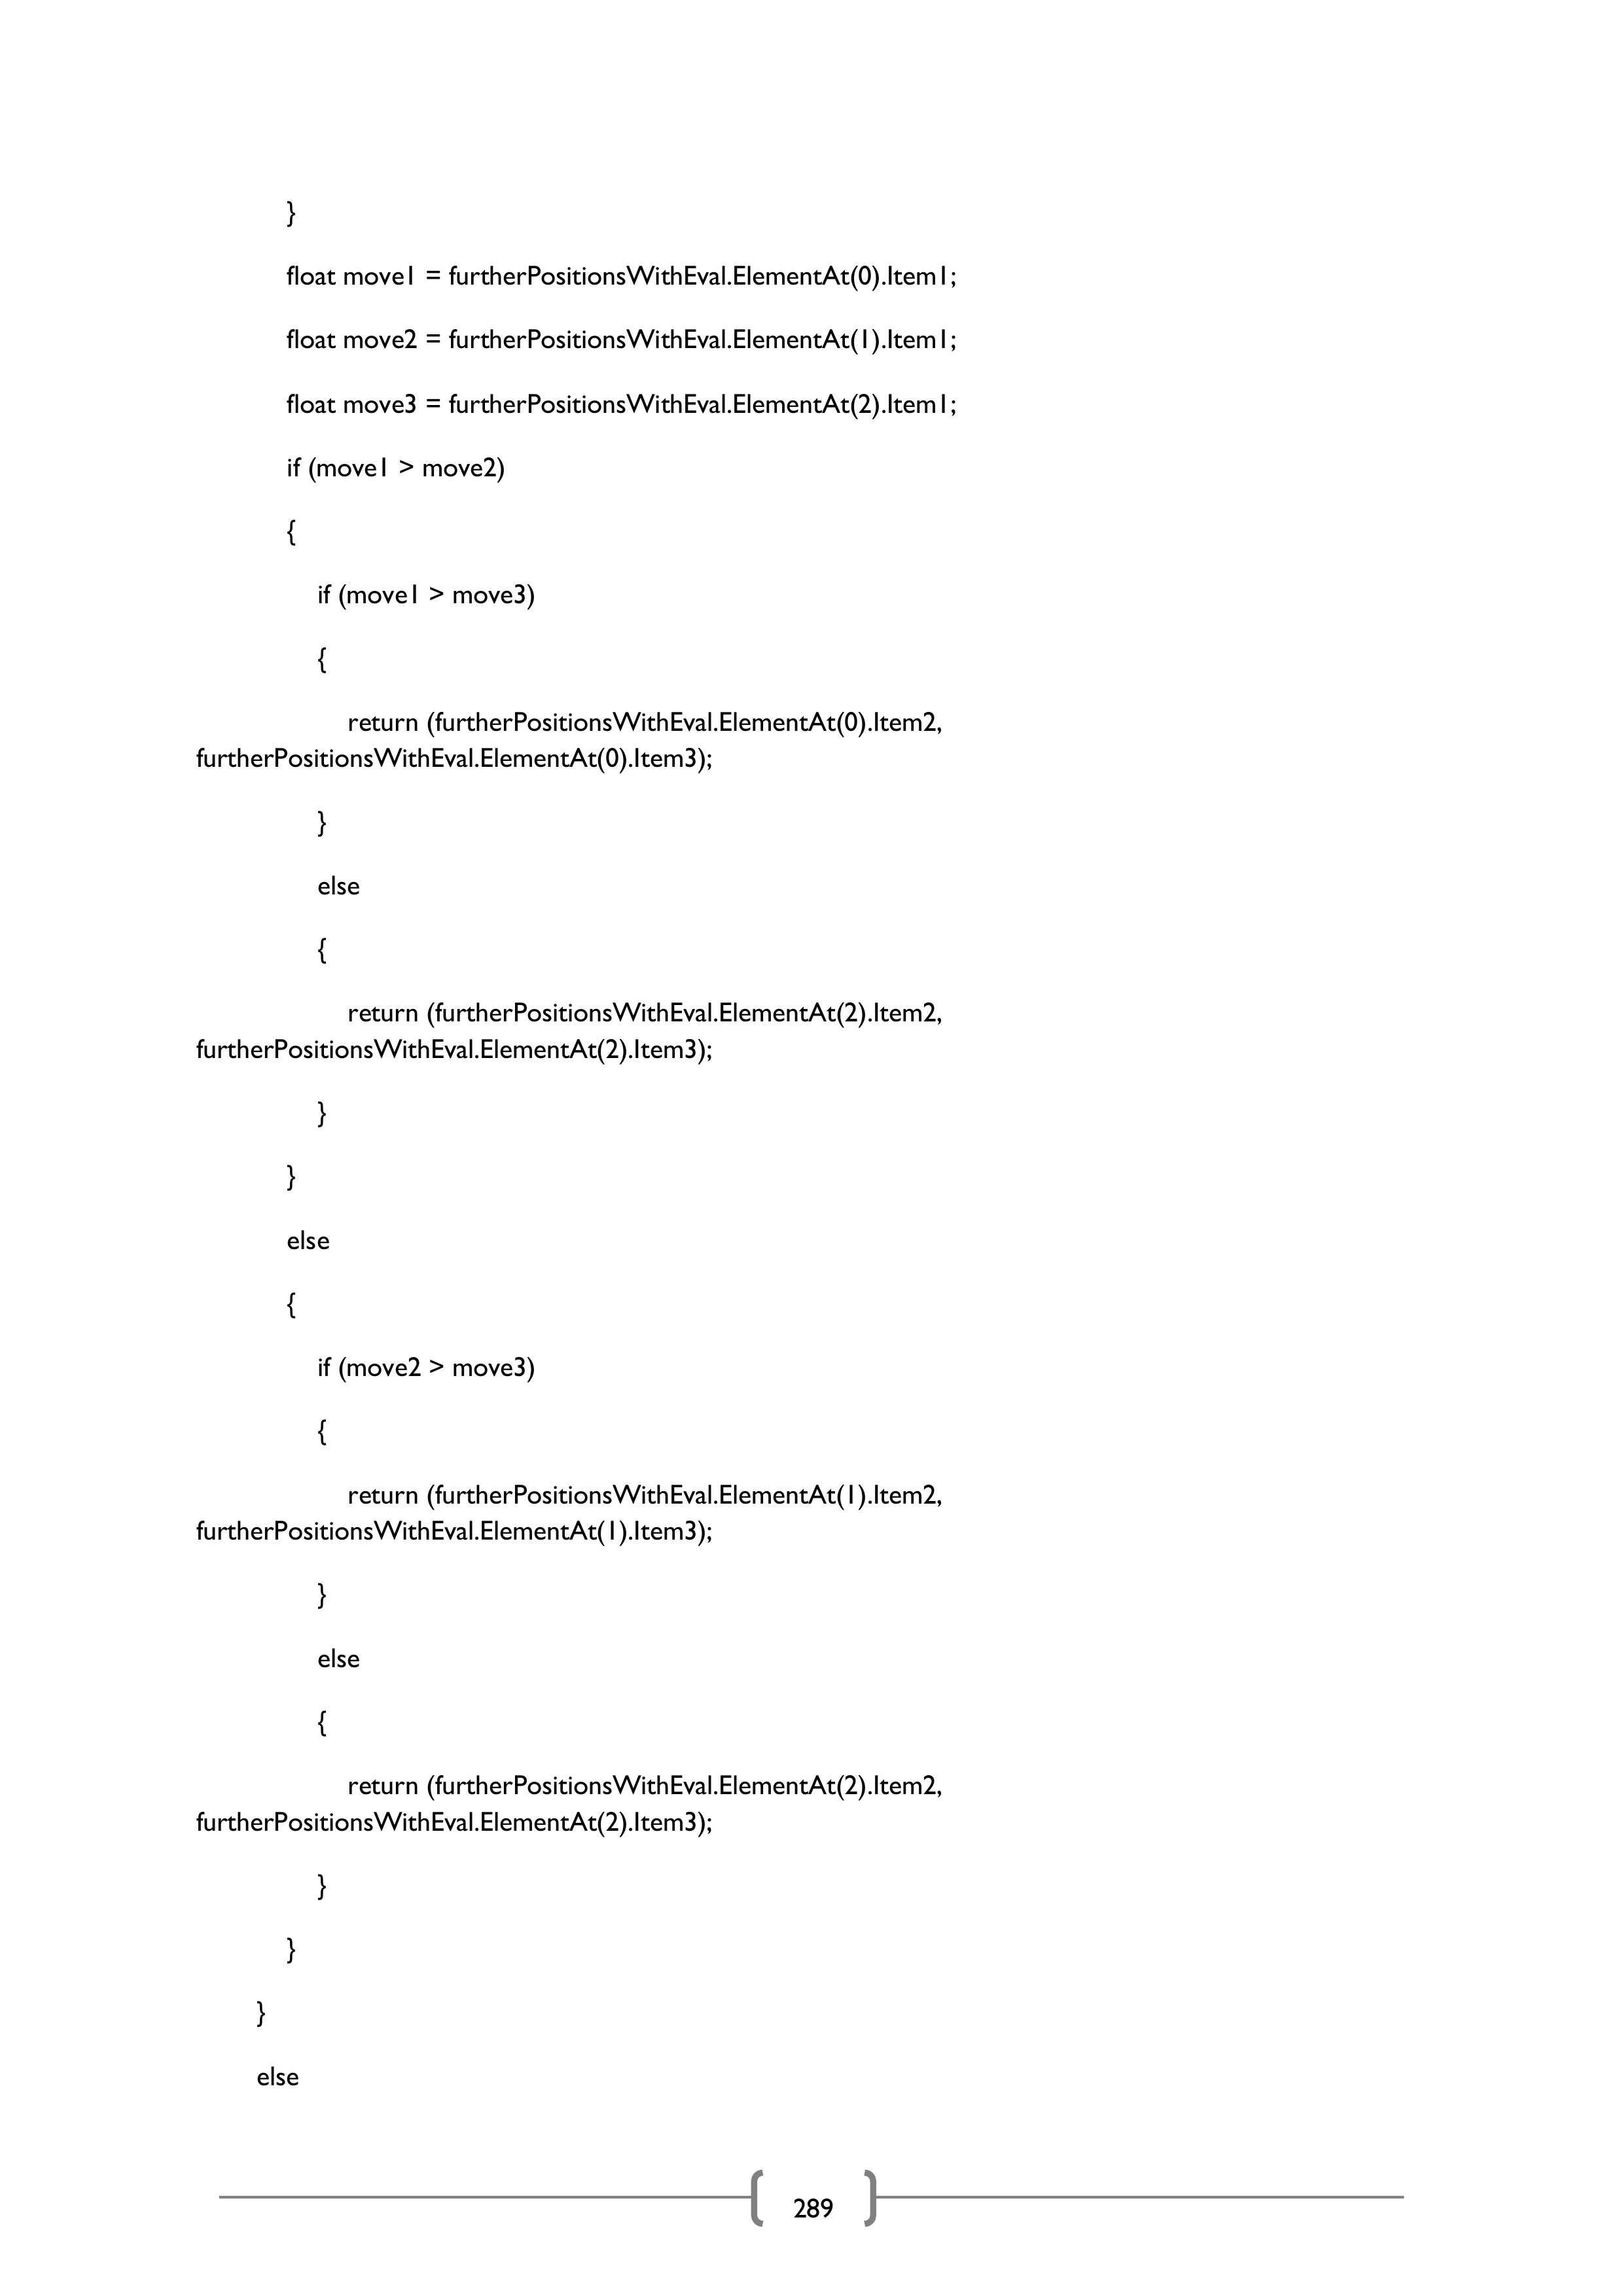 }
float move1 = furtherPositionsWithEval.ElementAt(0).Item1;
float move2 = furtherPositionsWithEval.ElementAt(1).Item1;
float move3 = furtherPositionsWithEval.ElementAt(2).Item1;
if (move1 > move2)
{
if (move1 > move3)
{
return (furtherPositionsWithEval.ElementAt(0).Item2,
furtherPositionsWithEval.ElementAt(0).Item3);
}
else
{
return (furtherPositionsWithEval.ElementAt(2).Item2,
furtherPositionsWithEval.ElementAt(2).Item3);
}
}
else
{
if (move2 > move3)
{
return (furtherPositionsWithEval.ElementAt(1).Item2,
furtherPositionsWithEval.ElementAt(1).Item3);
}
else
{
return (furtherPositionsWithEval.ElementAt(2).Item2,
furtherPositionsWithEval.ElementAt(2).Item3);
}
}
}
else
289